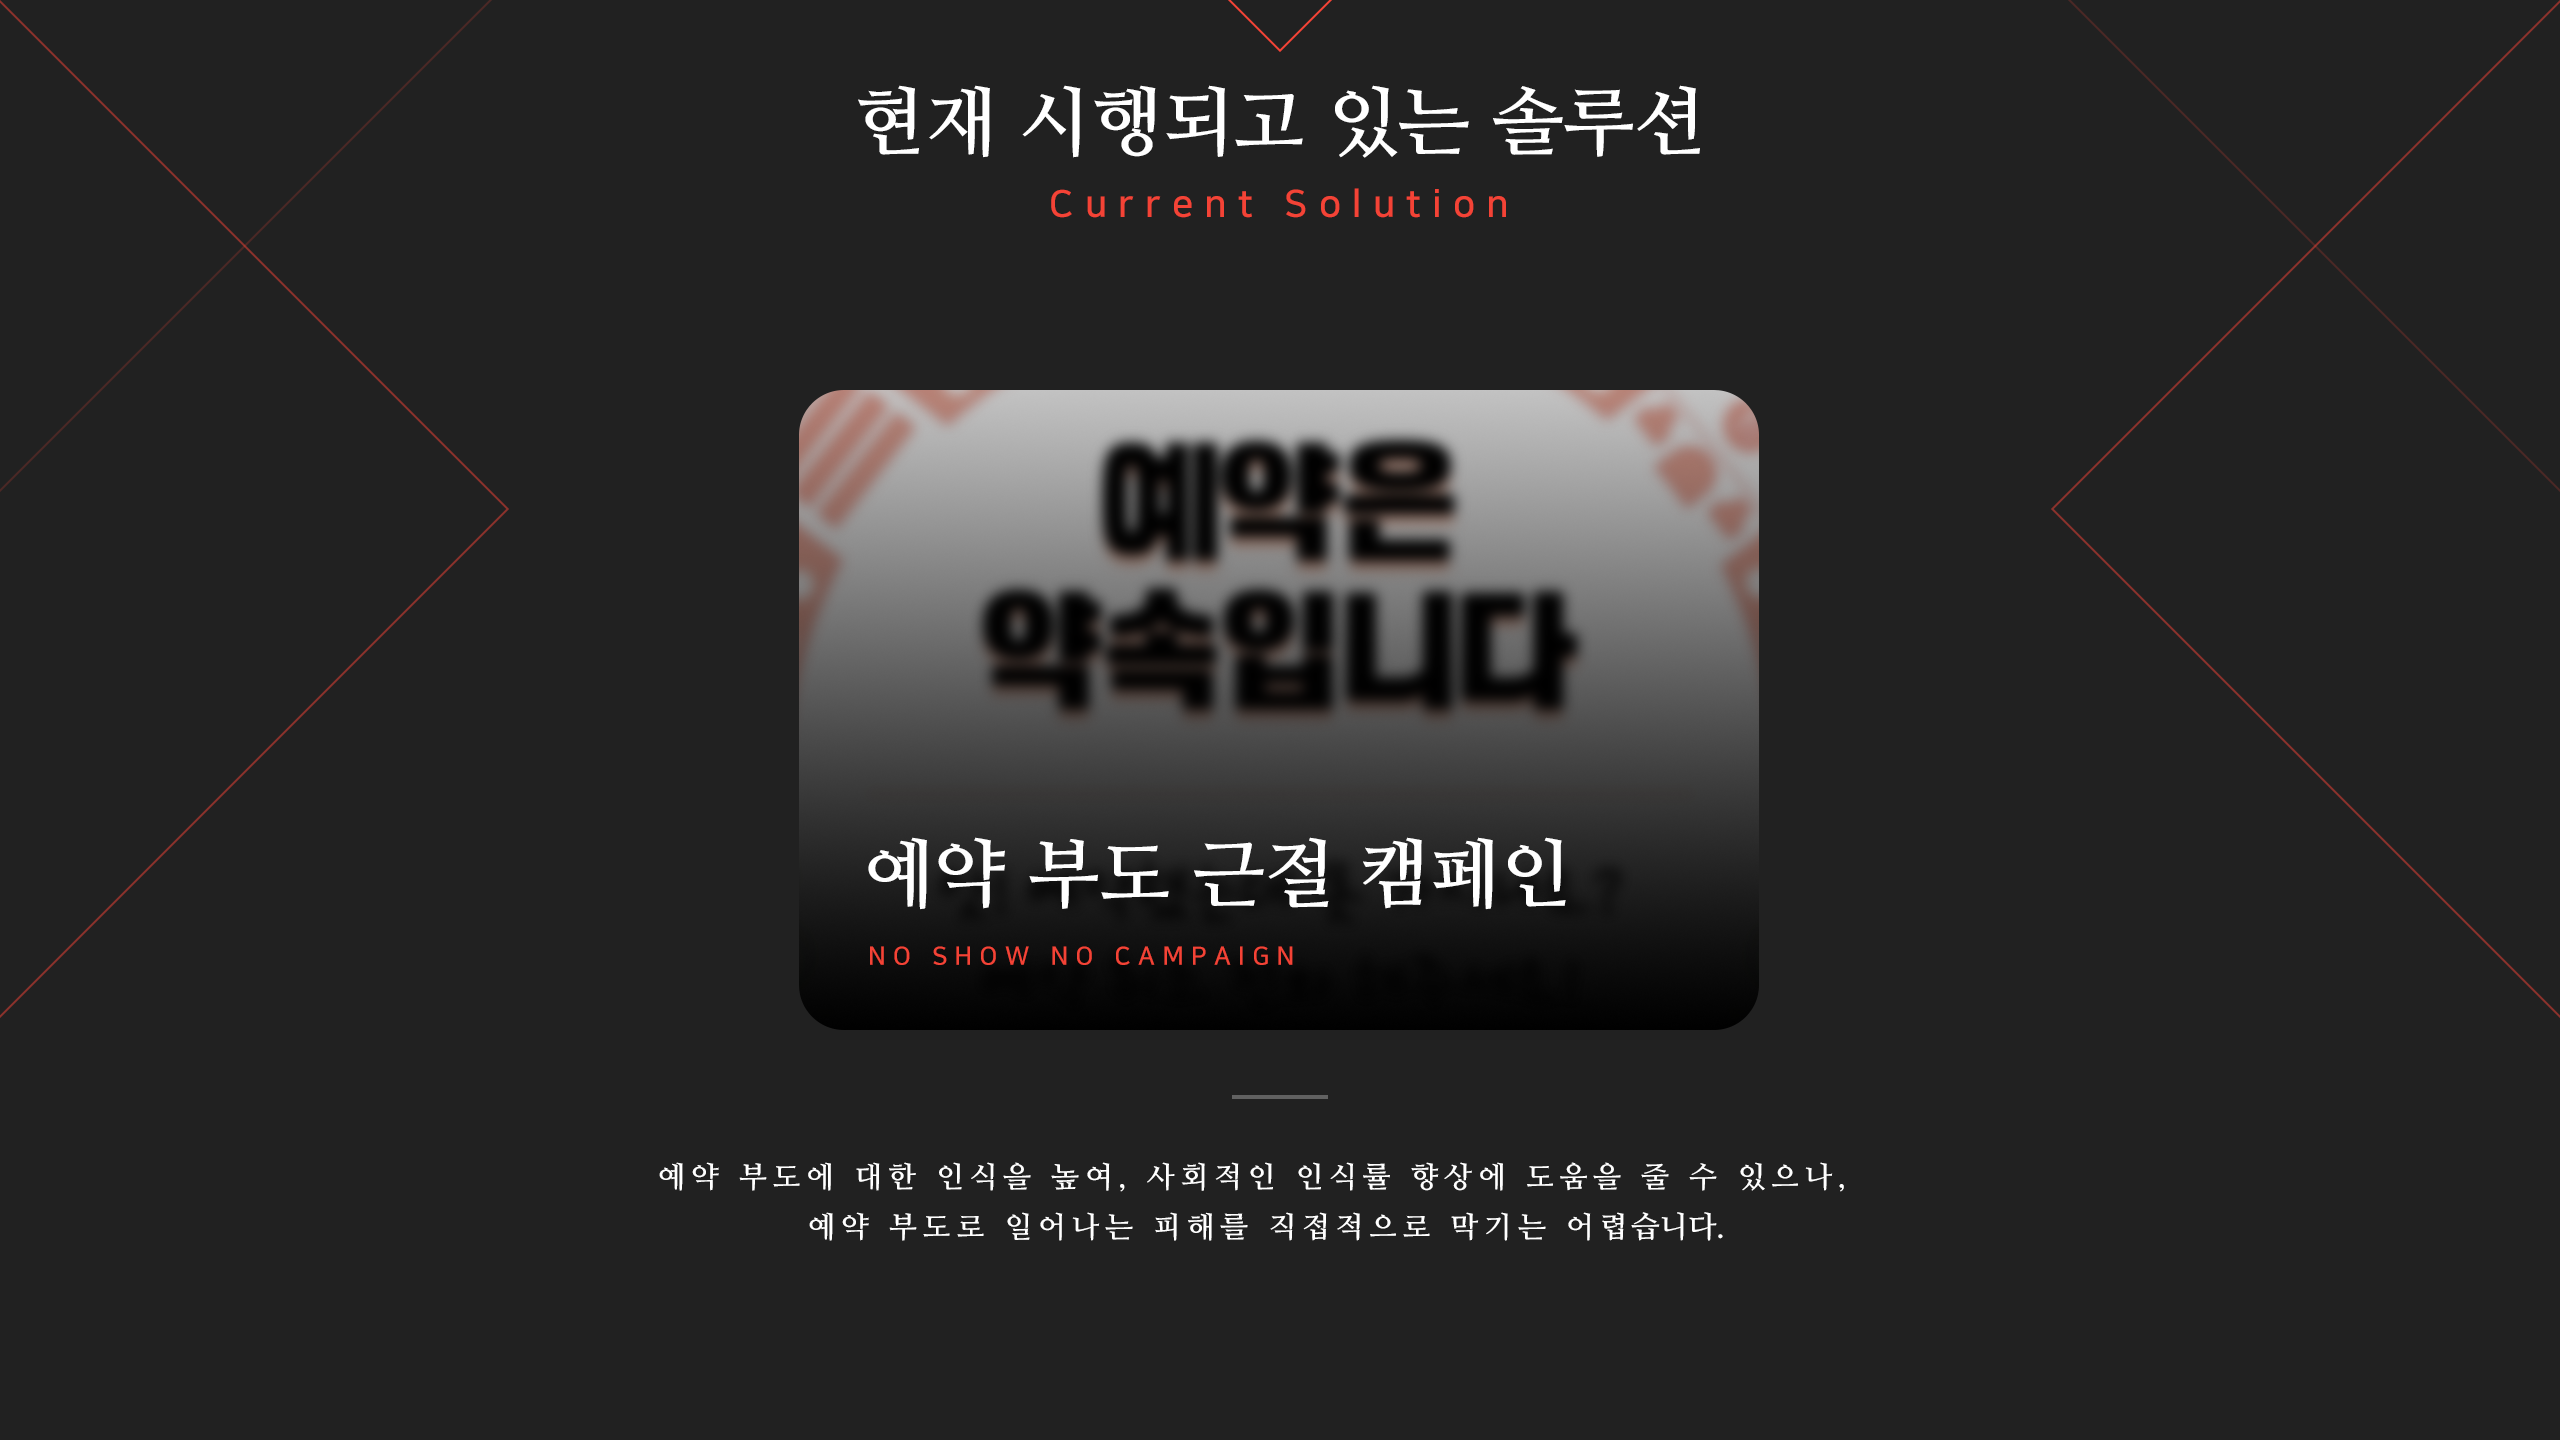 현재 시행되고 있는 솔루션
Current Solution
예약은
약속입니다
예약 부도 근절 캠페인
NO SHOW NO CAMPAIGN
예약 부도에 대한 인식을 높여, 사회적인 인식률 향상에 도움을 줄 수 있으나,
예약 부도로 일어나는 피해를 직접적으로 막기는 어렵습니다.